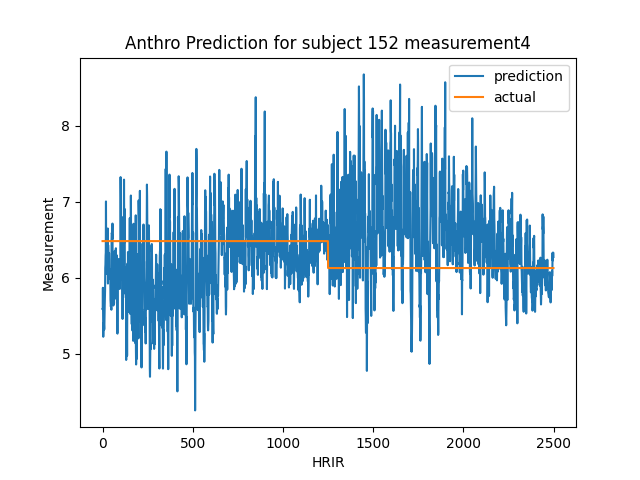 Anthro Prediction for subject 152 measurement4
prediction
actual
Measurement
8
7
6
5
0
500
1000
1500
2000
2500
HRIR